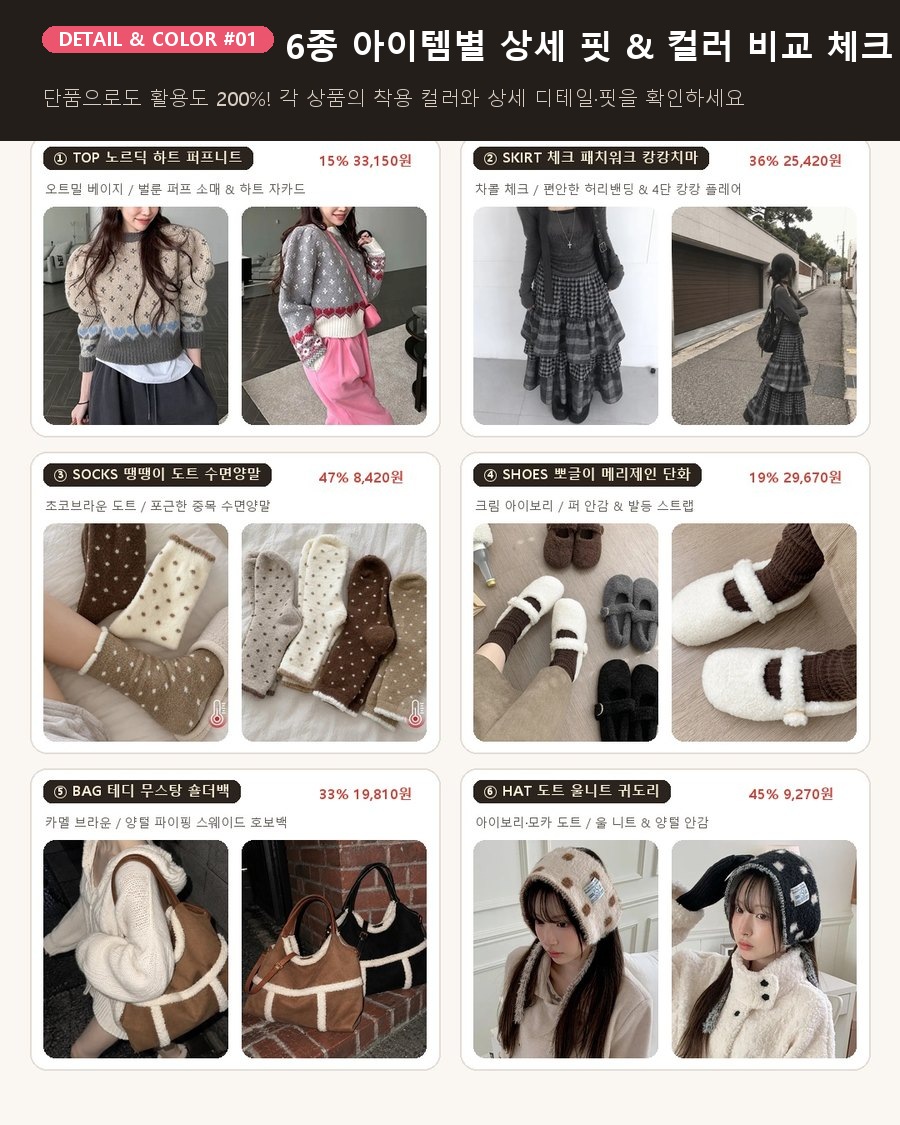 DETAIL & COLOR #01
6종 아이템별 상세 핏 & 컬러 비교 체크
단품으로도 활용도 200%! 각 상품의 착용 컬러와 상세 디테일·핏을 확인하세요
① TOP 노르딕 하트 퍼프니트
15% 33,150원
오트밀 베이지 / 벌룬 퍼프 소매 & 하트 자카드
② SKIRT 체크 패치워크 캉캉치마
36% 25,420원
차콜 체크 / 편안한 허리밴딩 & 4단 캉캉 플레어
③ SOCKS 땡땡이 도트 수면양말
47% 8,420원
초코브라운 도트 / 포근한 중목 수면양말
④ SHOES 뽀글이 메리제인 단화
19% 29,670원
크림 아이보리 / 퍼 안감 & 발등 스트랩
⑤ BAG 테디 무스탕 숄더백
33% 19,810원
카멜 브라운 / 양털 파이핑 스웨이드 호보백
⑥ HAT 도트 울니트 귀도리
45% 9,270원
아이보리·모카 도트 / 울 니트 & 양털 안감